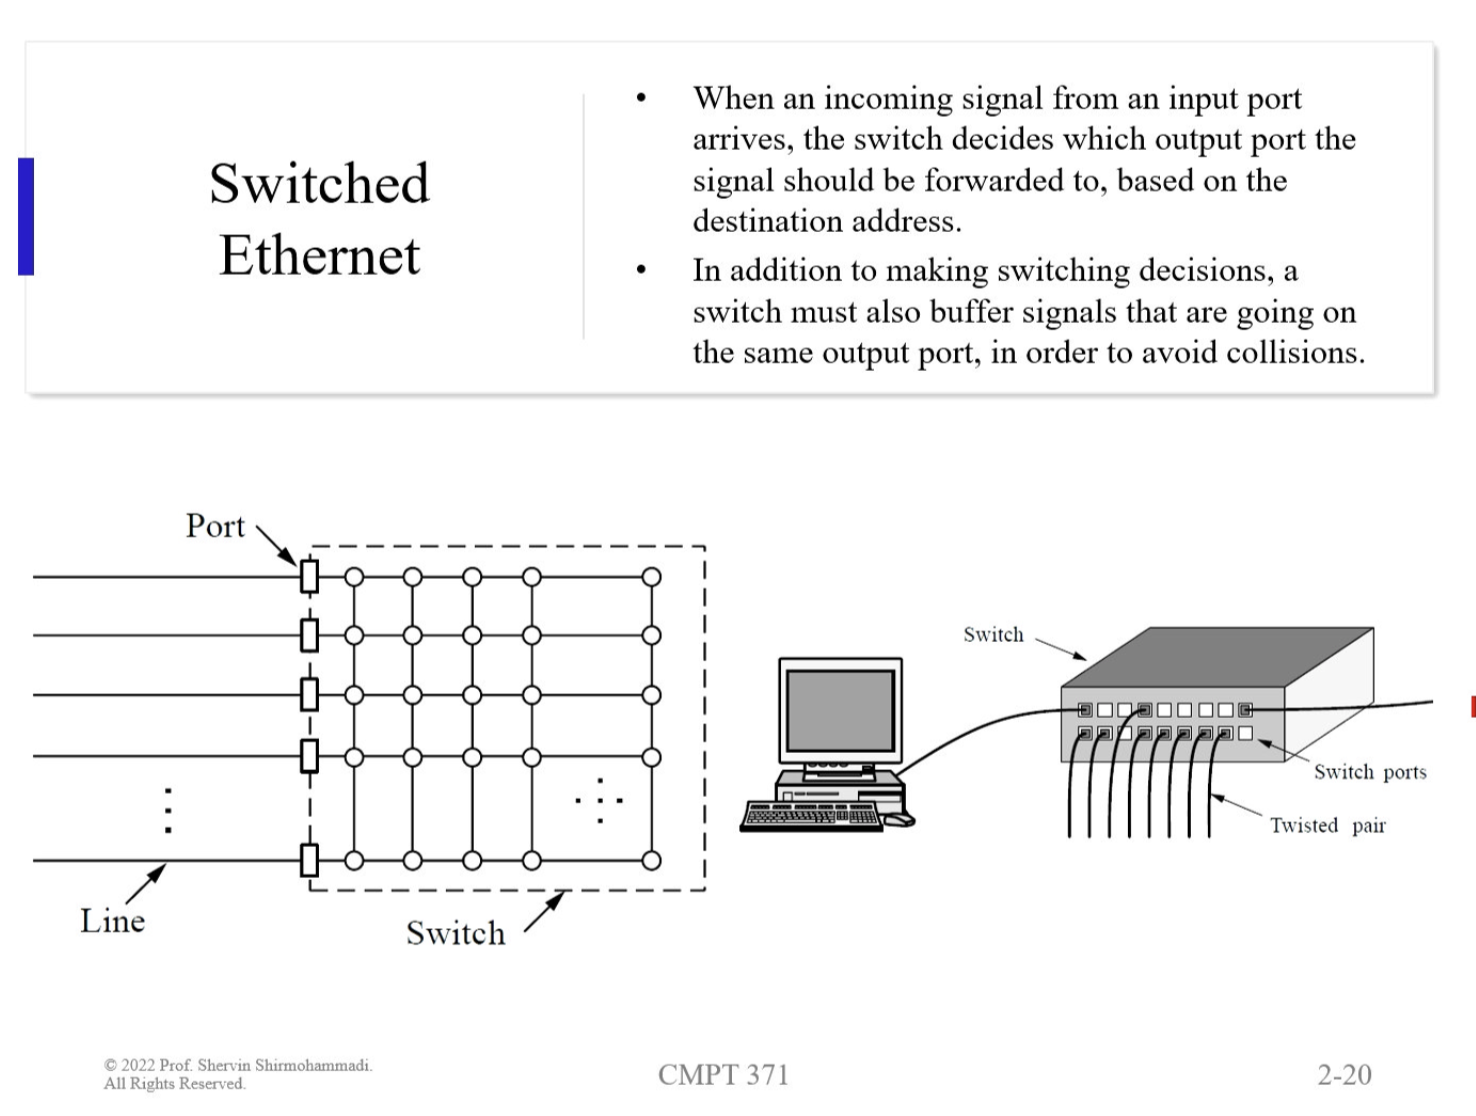 Switched
Ethernet
• When an incoming signal from an input port
arrives, the switch decides which output port the
signal should be forwarded to, based on the
destination address.
• In addition to making switching decisions, a
switch must also buffer signals that are going on
the same output port, in order to avoid collisions.
Port
Line
Switch
Switch
Switch ports
Twisted pair
© 2022 Prof. Shervin Shirmohammadi.
All Rights Reserved.
CMPT 371
2-20